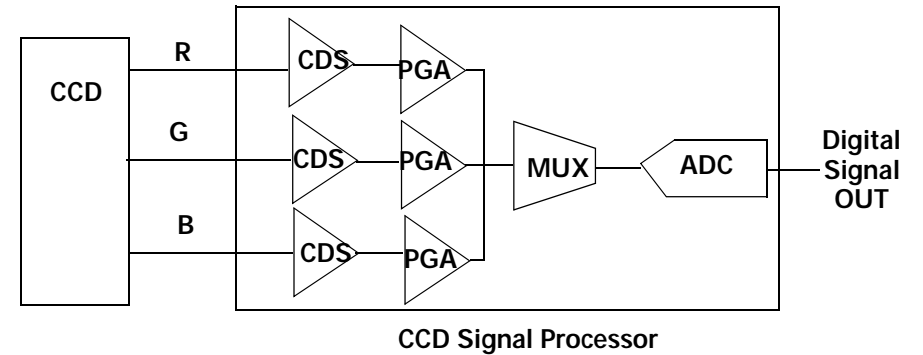 R
CDS
PGA
CCD
G
CDS
PGA
MUX
ADC
Digital
Signal
OUT
B
CDS
PGA
CCD Signal Processor